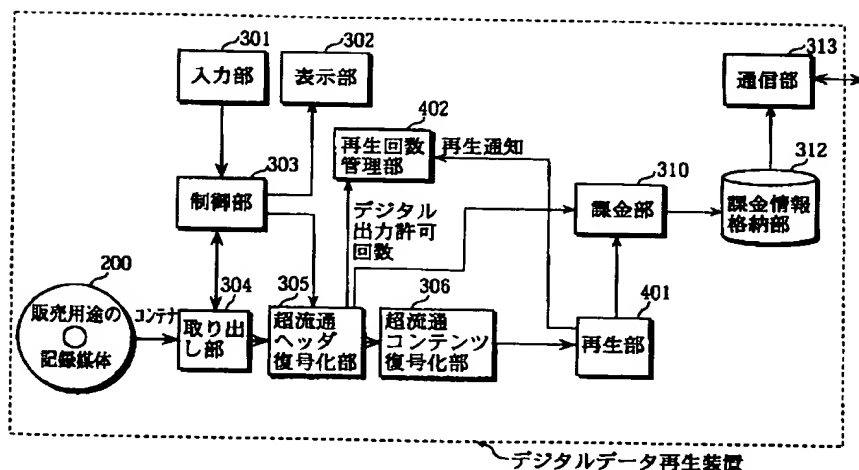 301
入力部
302
表示部
313
通信部
402
再生回数
管理部
再生通知
303
制御部
310
課金部
312
課金情報
格納部
デジタル
出力許可
回数
200
販売用途の
記録媒体
コンテナ
304
取り出
し部
305
超流通
ヘッダ
復号化部
306
超流通
コンテンツ
復号化部
401
再生部
デジタルデータ再生装置